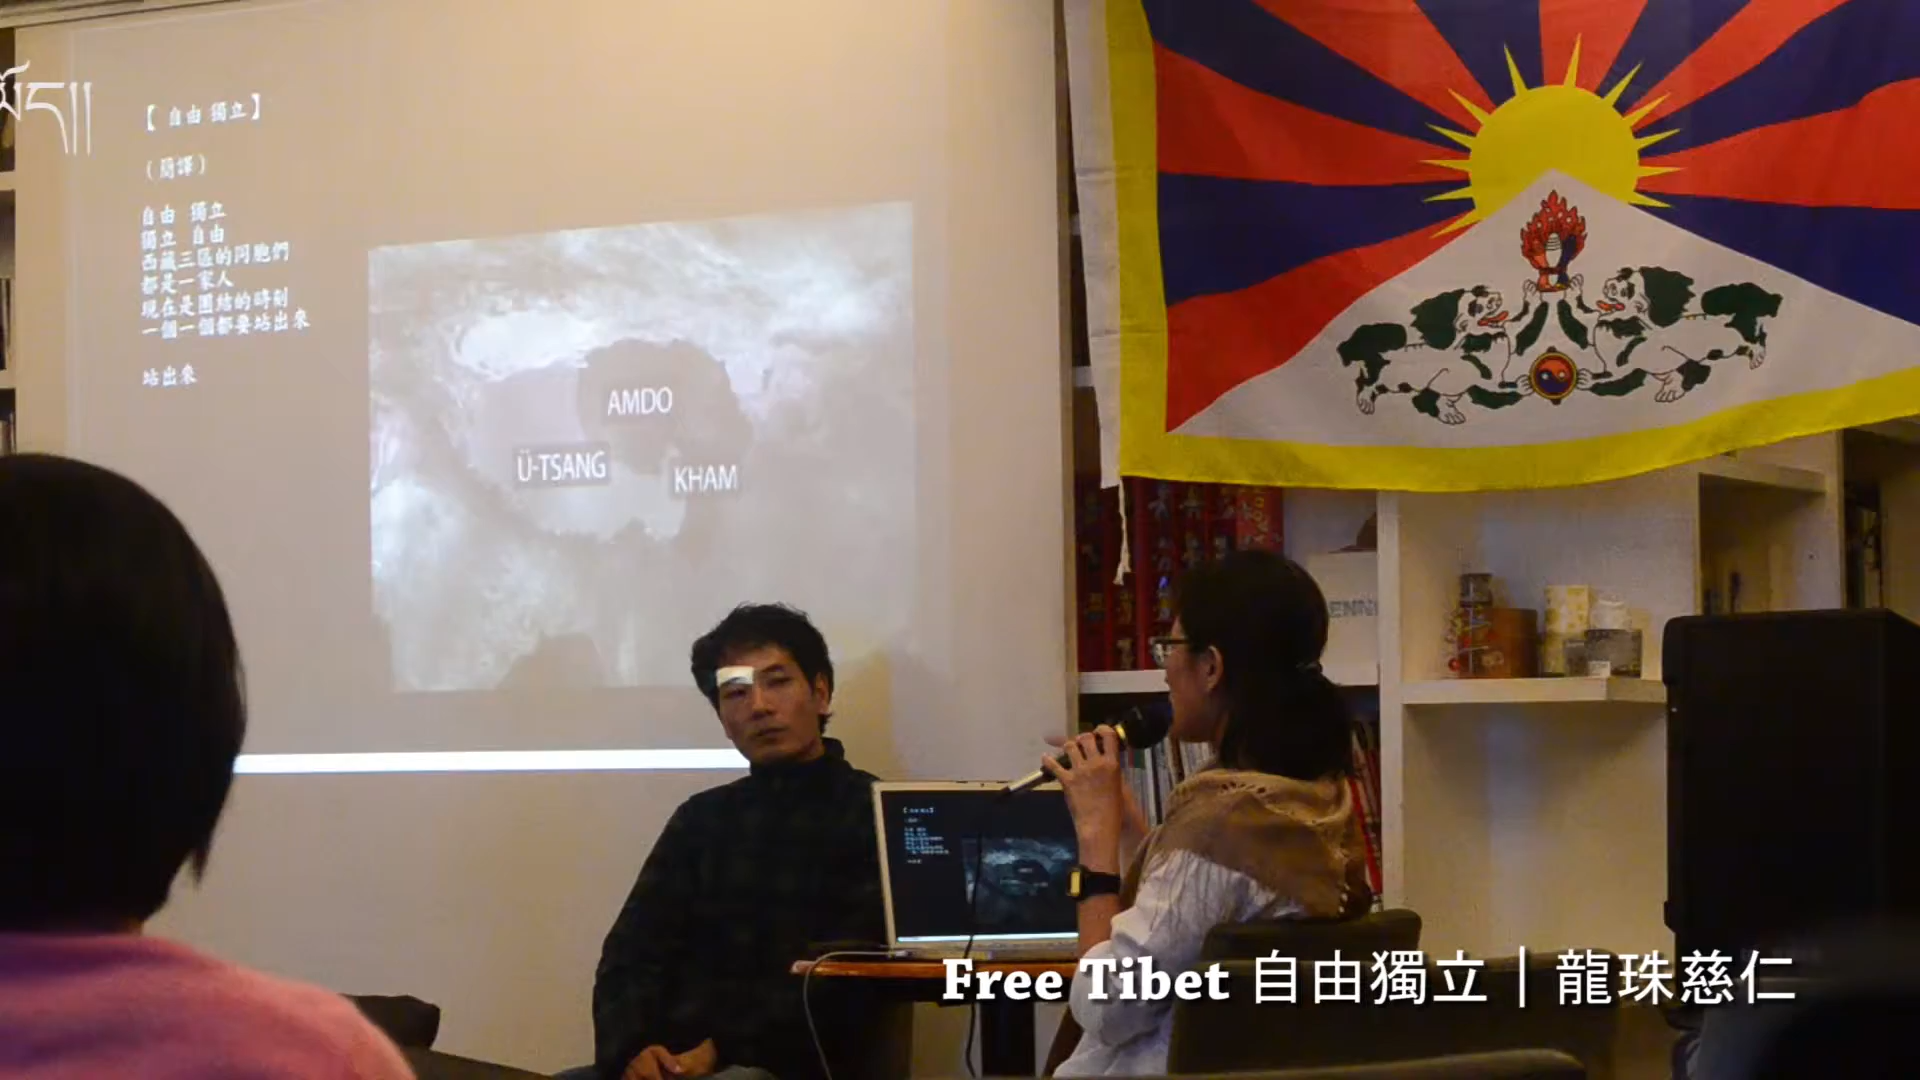 【 自由 獨立】
（簡譯）
自由 獨立
獨立 自由
西藏三區的同胞們
都是一家人
現在是團結的時刻
一個一個都要站出來
站出來
AMDO
Ü-TSANG
KHAM
Free Tibet 自由獨立｜龍珠慈仁